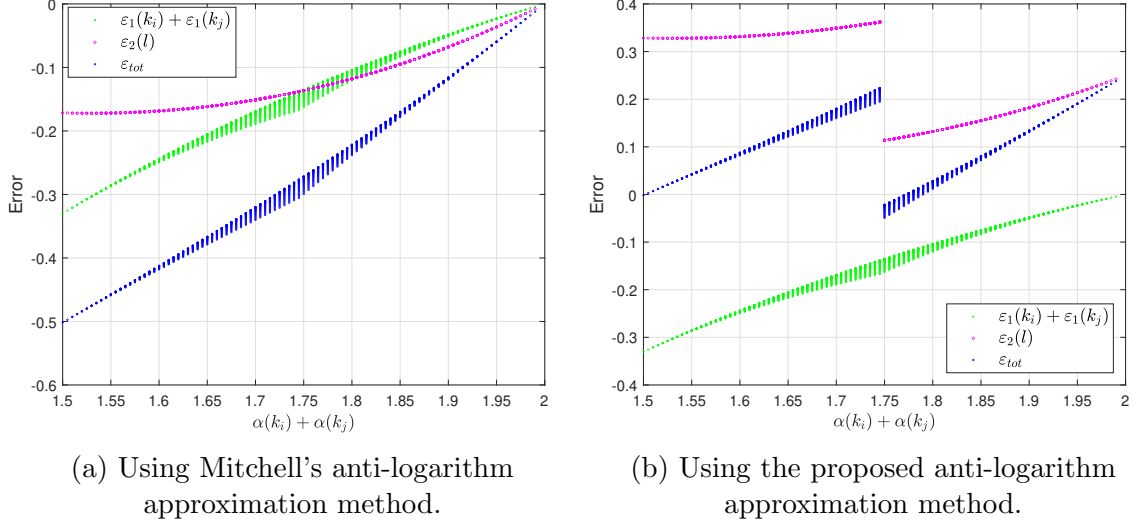 ε₁(kᵢ) + ε₁(kⱼ)
ε₂(l)
εₜₒₜ
0
-0.1
-0.2
-0.3
-0.4
-0.5
-0.6
Error
1.5 1.55 1.6 1.65 1.7 1.75 1.8 1.85 1.9 1.95 2
α(kᵢ) + α(kⱼ)
(a) Using Mitchell's anti-logarithm
approximation method.
0.4
0.3
0.2
0.1
0
-0.1
-0.2
-0.3
-0.4
Error
ε₁(kᵢ) + ε₁(kⱼ)
ε₂(l)
εₜₒₜ
1.5 1.55 1.6 1.65 1.7 1.75 1.8 1.85 1.9 1.95 2
α(kᵢ) + α(kⱼ)
(b) Using the proposed anti-logarithm
approximation method.